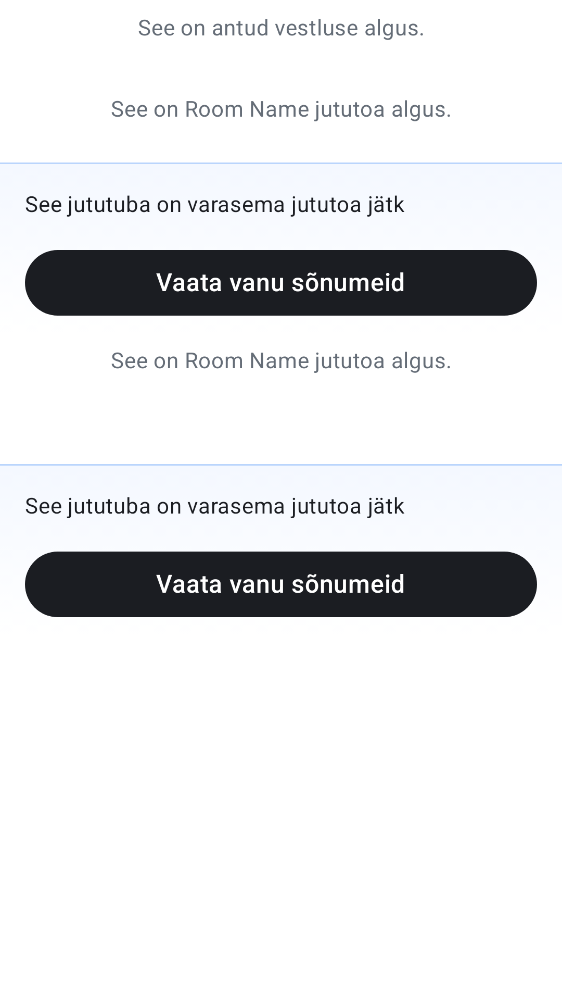 See on antud vestluse algus.
See on Room Name jututoa algus.
See jututuba on varasema jututoa jätk
Vaata vanu sõnumeid
See on Room Name jututoa algus.
See jututuba on varasema jututoa jätk
Vaata vanu sõnumeid